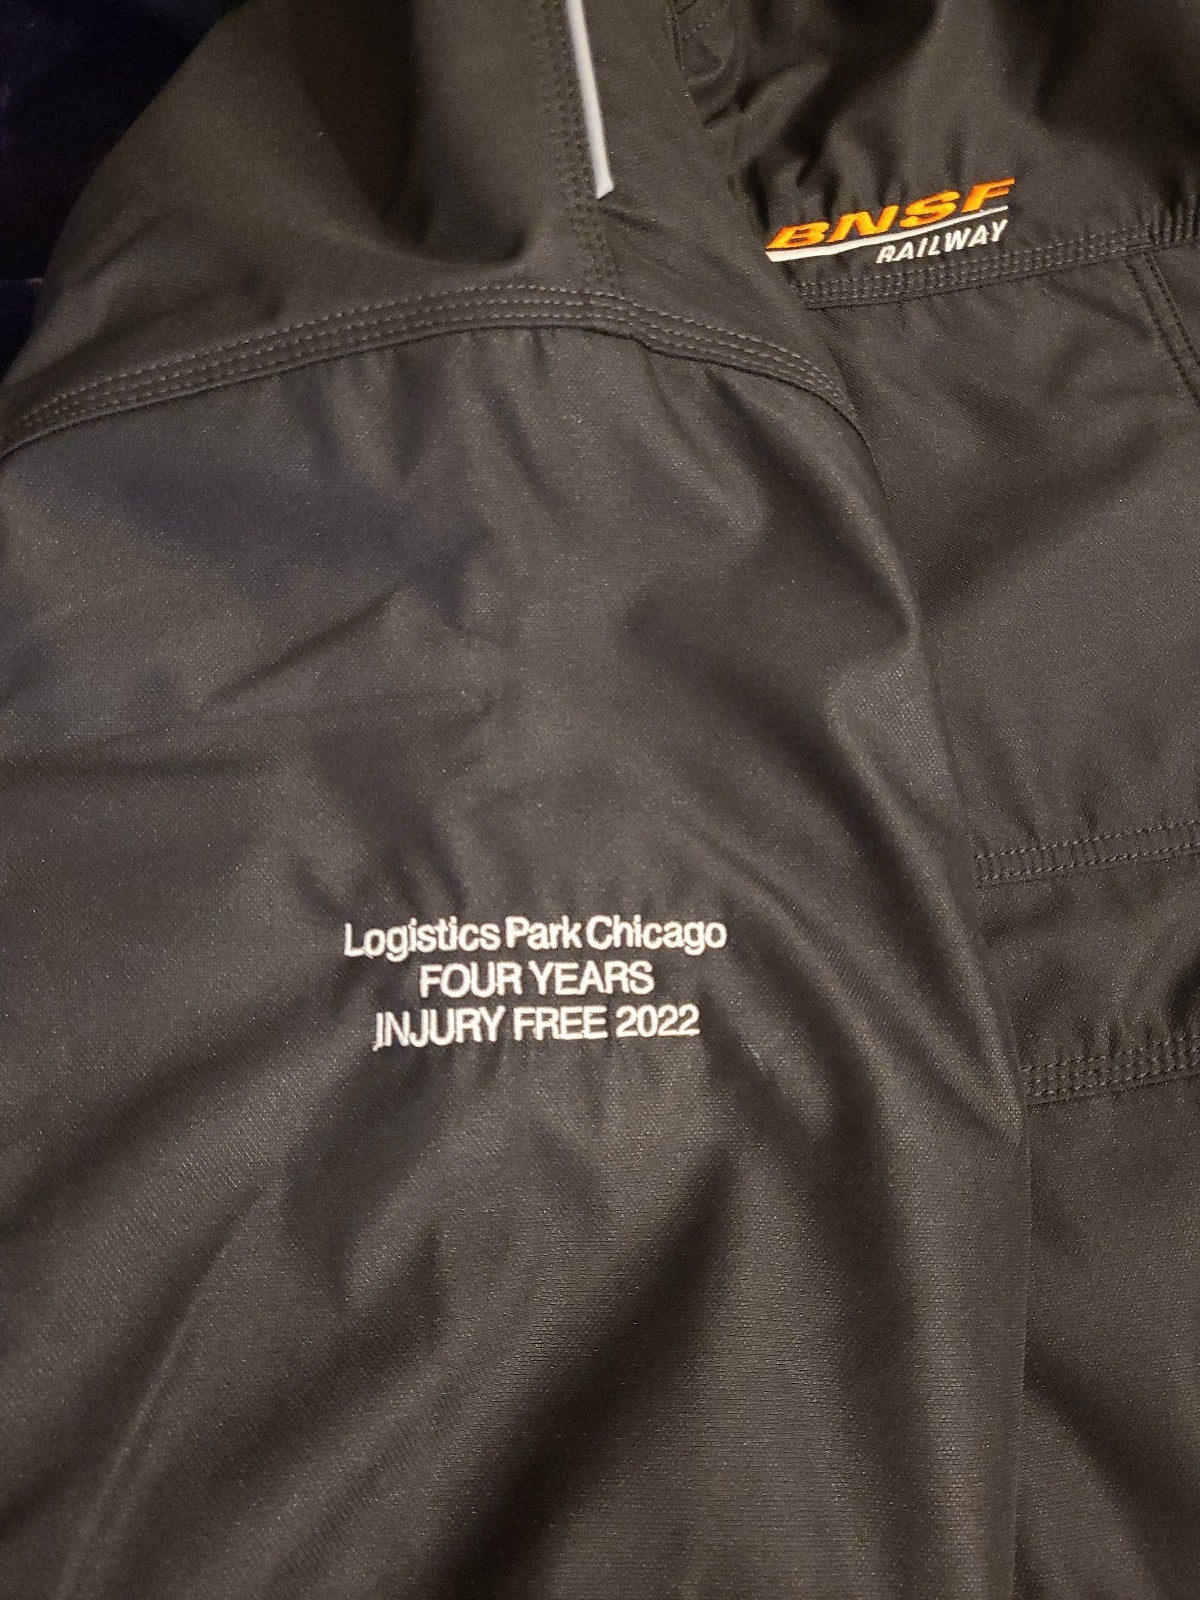 BNSF
RAILWAY
Logistics Park Chicago
FOUR YEARS
INJURY FREE 2022